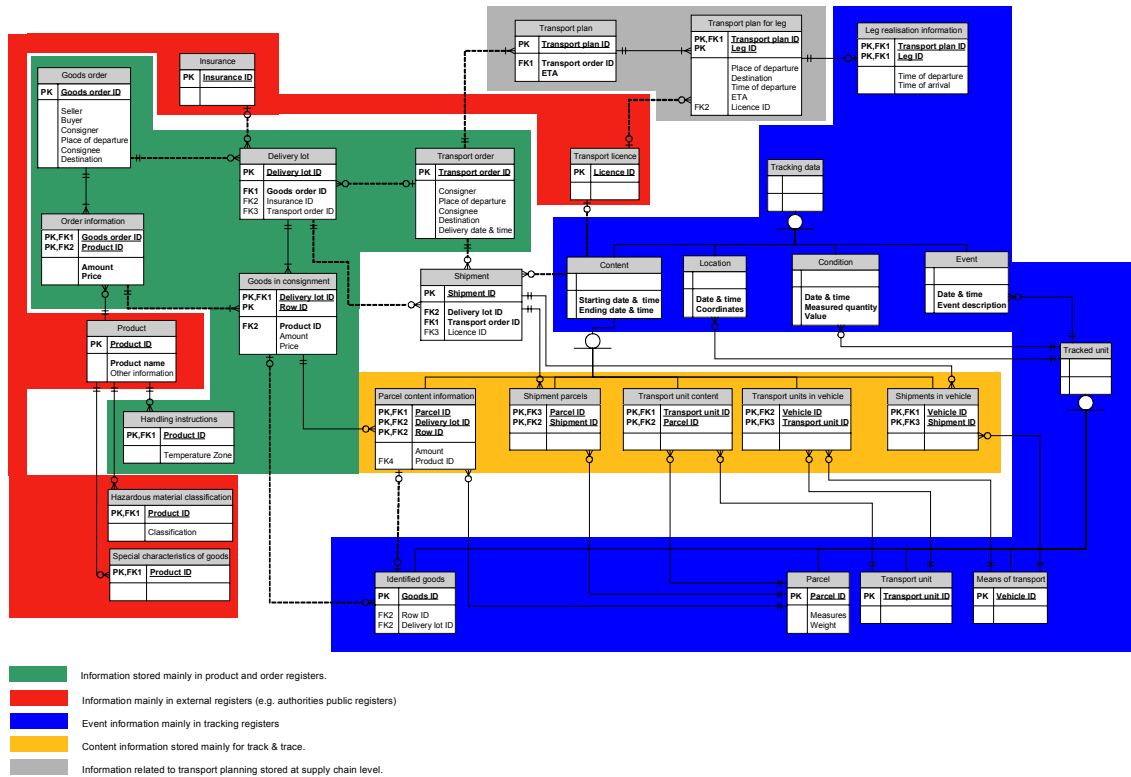 Transport plan
PK Transport plan ID
FK1 Transport order ID
ETA
Transport plan for leg
PK,FK1 Transport plan ID
PK Leg ID
Place of departure
Destination
Time of departure
ETA
FK2 Licence ID
Leg realisation information
PK,FK1 Transport plan ID
PK,FK1 Leg ID
Time of departure
Time of arrival
Insurance
PK Insurance ID
Goods order
PK Goods order ID
Seller
Buyer
Consigner
Place of departure
Consignee
Destination
Delivery lot
PK Delivery lot ID
FK1 Goods order ID
FK2 Insurance ID
FK3 Transport order ID
Transport order
PK Transport order ID
Consigner
Place of departure
Consignee
Destination
Delivery date & time
Transport licence
PK Licence ID
Tracking data
Order information
PK,FK1 Goods order ID
PK,FK2 Product ID
Amount
Price
Goods in consignment
PK,FK1 Delivery lot ID
PK Row ID
FK2 Product ID
Amount
Price
Shipment
PK Shipment ID
FK2 Delivery lot ID
FK1 Transport order ID
FK3 Licence ID
Content
Starting date & time
Ending date & time
Location
Date & time
Coordinates
Condition
Date & time
Measured quantity
Value
Event
Date & time
Event description
Product
PK Product ID
Product name
Other information
Tracked unit
Handling instructions
PK,FK1 Product ID
Temperature Zone
Parcel content information
PK,FK1 Parcel ID
PK,FK2 Delivery lot ID
PK,FK2 Row ID
Amount
FK4 Product ID
Shipment parcels
PK,FK3 Parcel ID
PK,FK2 Shipment ID
Transport unit content
PK,FK1 Transport unit ID
PK,FK2 Parcel ID
Transport units in vehicle
PK,FK2 Vehicle ID
PK,FK3 Transport unit ID
Shipments in vehicle
PK,FK1 Vehicle ID
PK,FK3 Shipment ID
Hazardous material classification
PK,FK1 Product ID
Classification
Special characteristics of goods
PK,FK1 Product ID
Identified goods
PK Goods ID
FK2 Row ID
FK2 Delivery lot ID
Parcel
PK Parcel ID
Measures
Weight
Transport unit
PK Transport unit ID
Means of transport
PK Vehicle ID
Information stored mainly in product and order registers.
Information mainly in external registers (e.g. authorities public registers)
Event information mainly in tracking registers
Content information stored mainly for track & trace.
Information related to transport planning stored at supply chain level.